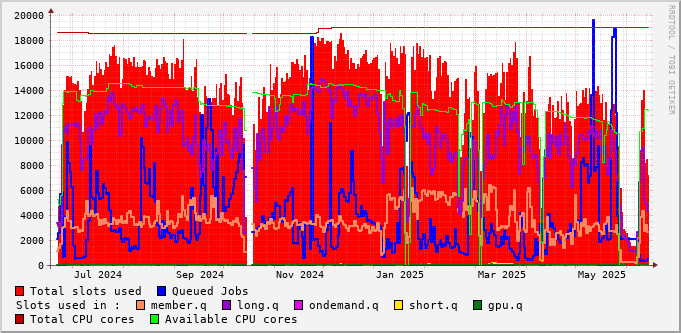 20000
18000
16000
14000
12000
10000
8000
6000
4000
2000
0
Jul 2024 Sep 2024 Nov 2024 Jan 2025 Mar 2025 May 2025
RRDTOOL / TOBI OETIKER
Total slots used Queued Jobs
Slots used in : member.q long.q ondemand.q short.q gpu.q
Total CPU cores Available CPU cores